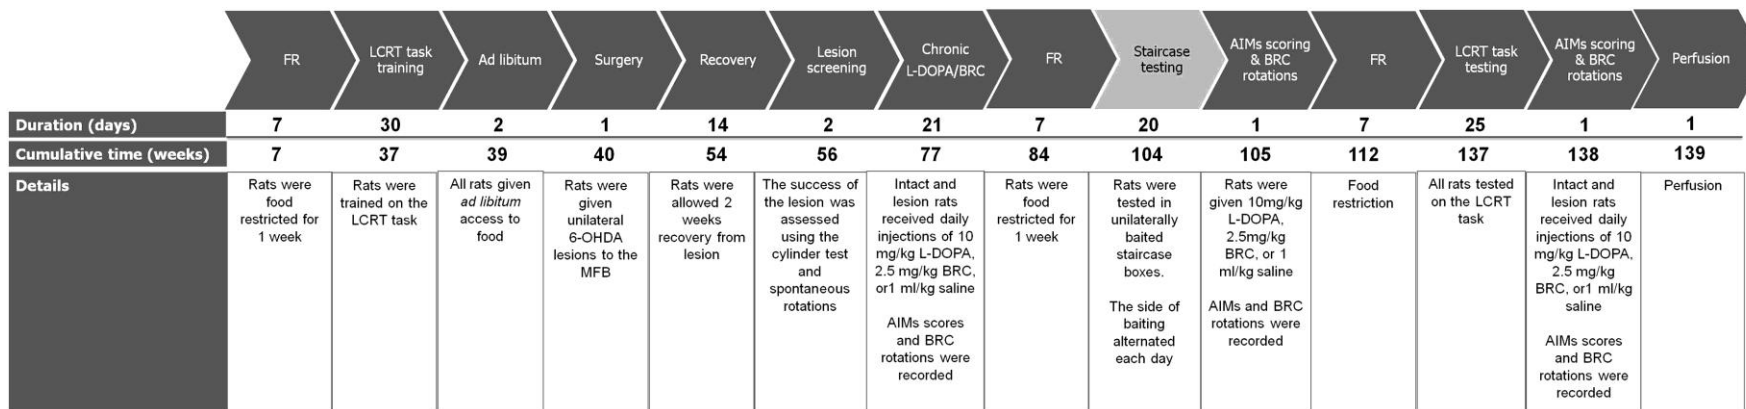 FR
LCRT task
training
Ad libitum
Surgery
Recovery
Lesion
screening
Chronic
L-DOPA/BRC
FR
Staircase
testing
AIMs scoring
& BRC
rotations
FR
LCRT task
testing
AIMs scoring
& BRC
rotations
Perfusion
Duration (days) 7 30 2 1 14 2 21 7 20 1 7 25 1 1
Cumulative time (weeks) 7 37 39 40 54 56 77 84 104 105 112 137 138 139
Details
Rats were
food
restricted for
1 week
Rats were
trained on the
LCRT task
All rats given
ad libitum
access to
food
Rats were
given
unilateral
6-OHDA
lesions to the
MFB
Rats were
allowed 2
weeks
recovery from
lesion
The success of
the lesion was
assessed
using the
cylinder test
and
spontaneous
rotations
Intact and
lesion rats
received daily
injections of 10
mg/kg L-DOPA,
2.5 mg/kg BRC,
or1 ml/kg saline
AIMs scores
and BRC
rotations were
recorded
Rats were
food
restricted for
1 week
Rats were
tested in
unilaterally
baited
staircase
boxes.
The side of
baiting
alternated
each day
Rats were
given 10mg/kg
L-DOPA,
2.5mg/kg
BRC, or 1
ml/kg saline
AIMs and BRC
rotations were
recorded
Food
restriction
All rats tested
on the LCRT
task
Intact and
lesion rats
received daily
injections of 10
mg/kg L-DOPA,
2.5 mg/kg
BRC, or1 ml/kg
saline
AIMs scores
and BRC
rotations were
recorded
Perfusion